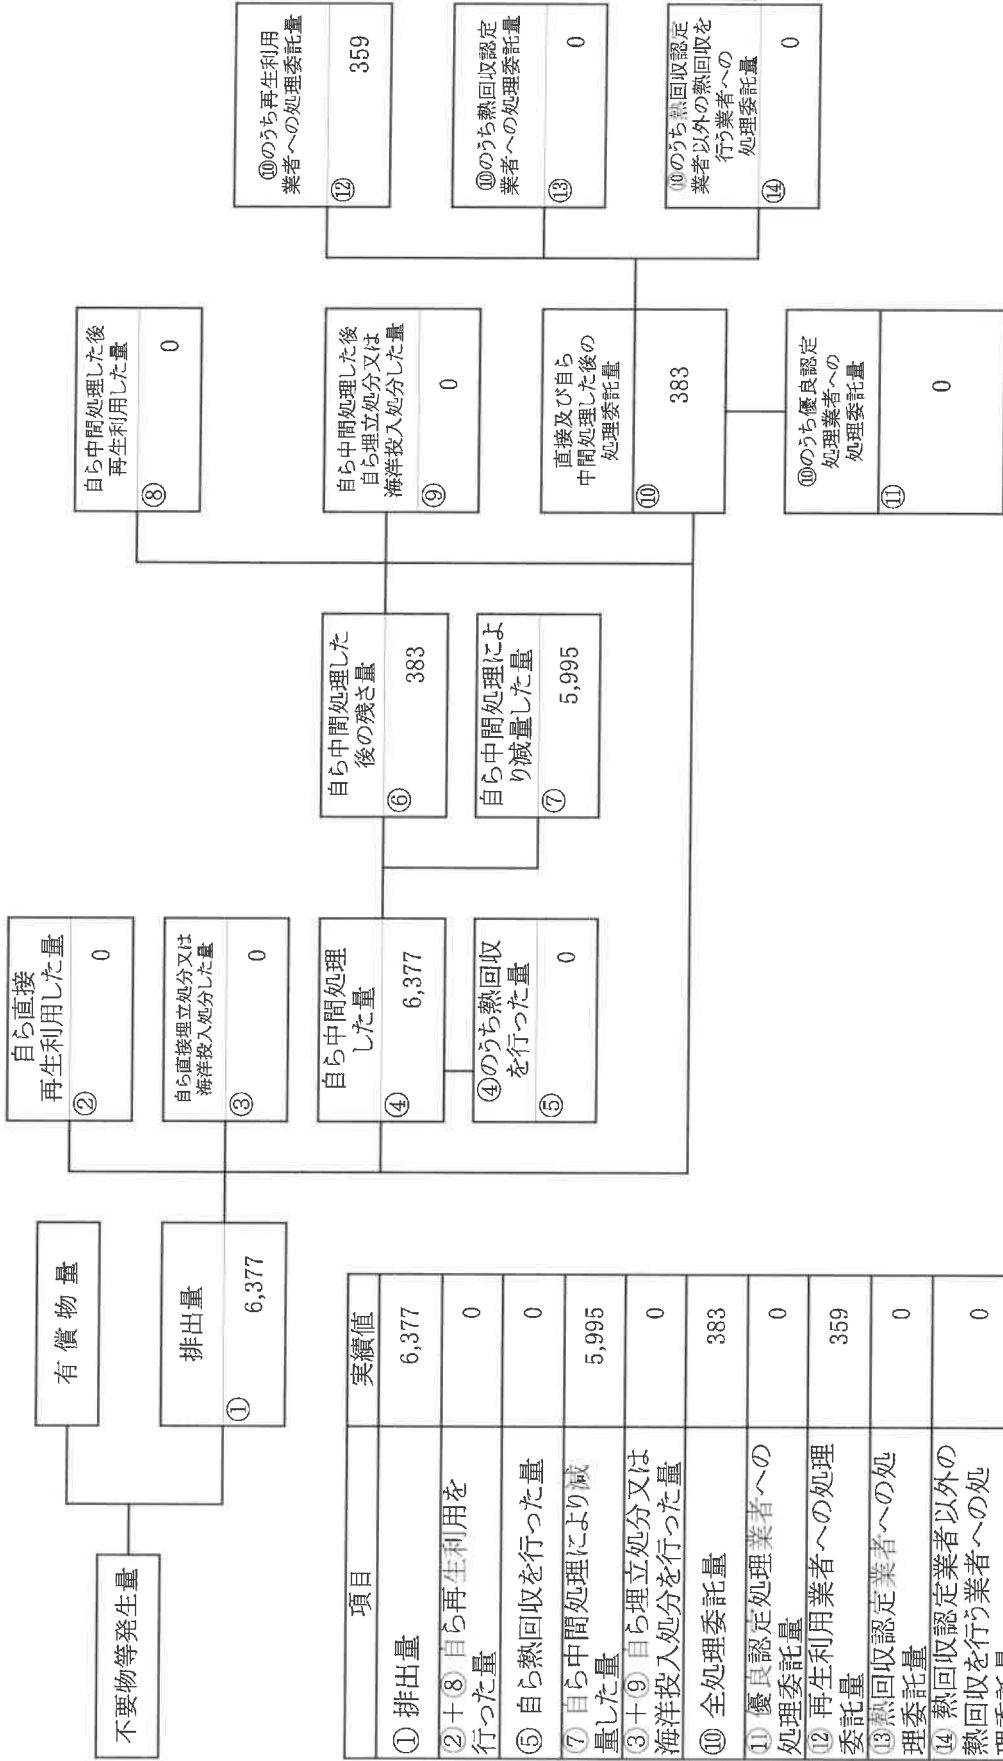 不要物等発生量
有償物量
排出量
① 6,377
自ら直接
再生利用した量
② 0
自ら直接埋立処分又は
海洋投入処分した量
③ 0
自ら中間処理
した量
④ 6,377
④のうち熱回収
を行った量
⑤ 0
自ら中間処理した
後の残さ量
⑥ 383
自ら中間処理によ
り減量した量
⑦ 5,995
自ら中間処理した後
再生利用した量
⑧ 0
自ら中間処理した後
自ら埋立処分又は
海洋投入処分した量
⑨ 0
直接及び自ら
中間処理した後の
処理委託量
⑩ 383
⑩のうち優良認定
処理業者への
処理委託量
⑪ 0
⑩のうち再生利用
業者への処理委託量
⑫ 359
⑩のうち熱回収認定
業者への処理委託量
⑬ 0
⑩のうち熱回収認定
業者以外の熱回収を
行う業者への
処理委託量
⑭ 0
項目 実績値
① 排出量 6,377
②+⑧ 自ら再生利用を
行った量 0
⑤ 自ら熱回収を行った量 0
⑦ 自ら中間処理により減
量した量 5,995
③+⑨ 自ら埋立処分又は
海洋投入処分を行った量 0
⑩ 全処理委託量 383
⑪ 優良認定処理業者への
処理委託量 0
⑫ 再生利用業者への処理
委託量 359
⑬熱回収認定業者への処
理委託量 0
⑭ 熱回収認定業者以外の
熱回収を行う業者への処 0